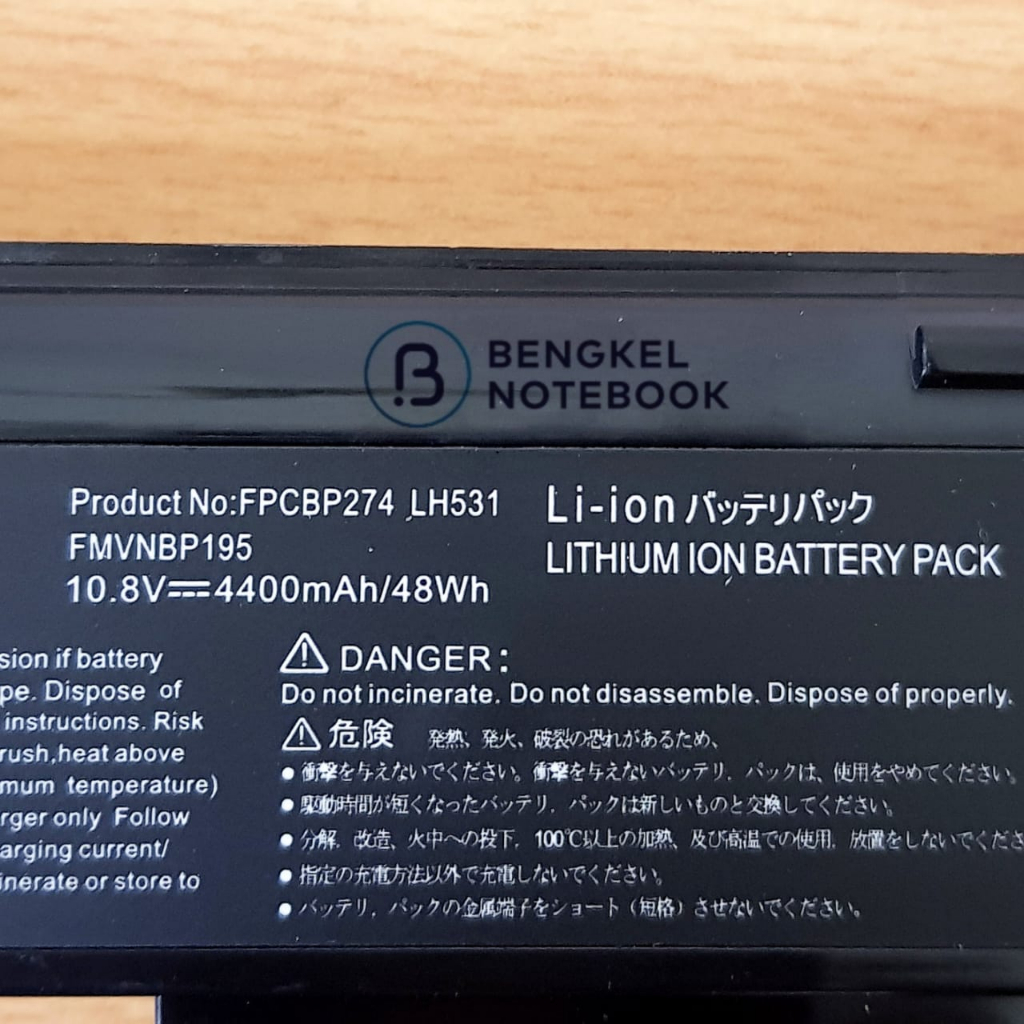 BENGKEL
NOTEBOOK
Product No:FPCBP274 LH531
FMVNBP195
10.8V⎓4400mAh/48Wh
Li-ion バッテリパック
LITHIUM ION BATTERY PACK
sion if battery
pe. Dispose of
instructions. Risk
rush,heat above
mum temperature)
rger only Follow
arging current/
inerate or store to
⚠ DANGER:
Do not incinerate. Do not disassemble. Dispose of properly.
⚠ 危険 発熱、発火、破裂の恐れがあるため、
●衝撃を与えないでください。衝撃を与えないバッテリ．パックは、使用をやめてください。
●駆動時間が短くなったバッテリ．パックは新しいものと交換してください。
●分解．改造、火中への投下．100℃以上の加熱、及び高温での使用．放置をしないでくださ
●指定の充電方法以外で充電しないでください。
●バッテリ．パックの金属端子をショート（短格）させないでください。